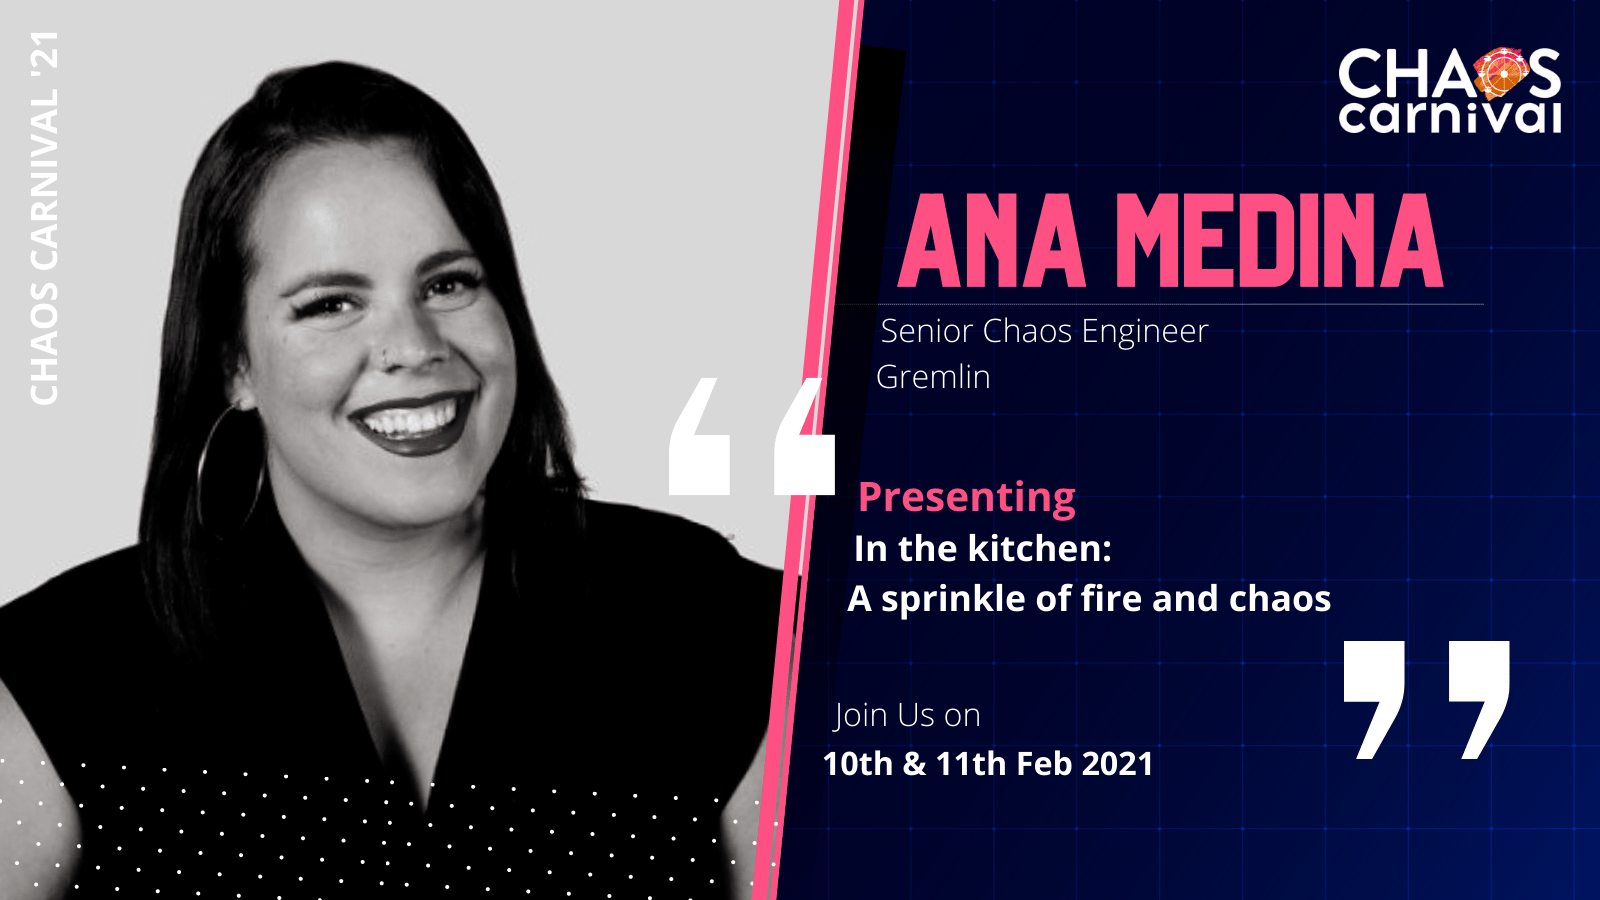 CHAOS CARNIVAL '21
CHAOS
carnival
ANA MEDINA
Senior Chaos Engineer
Gremlin
“
Presenting
In the kitchen:
A sprinkle of fire and chaos
”
Join Us on
10th & 11th Feb 2021